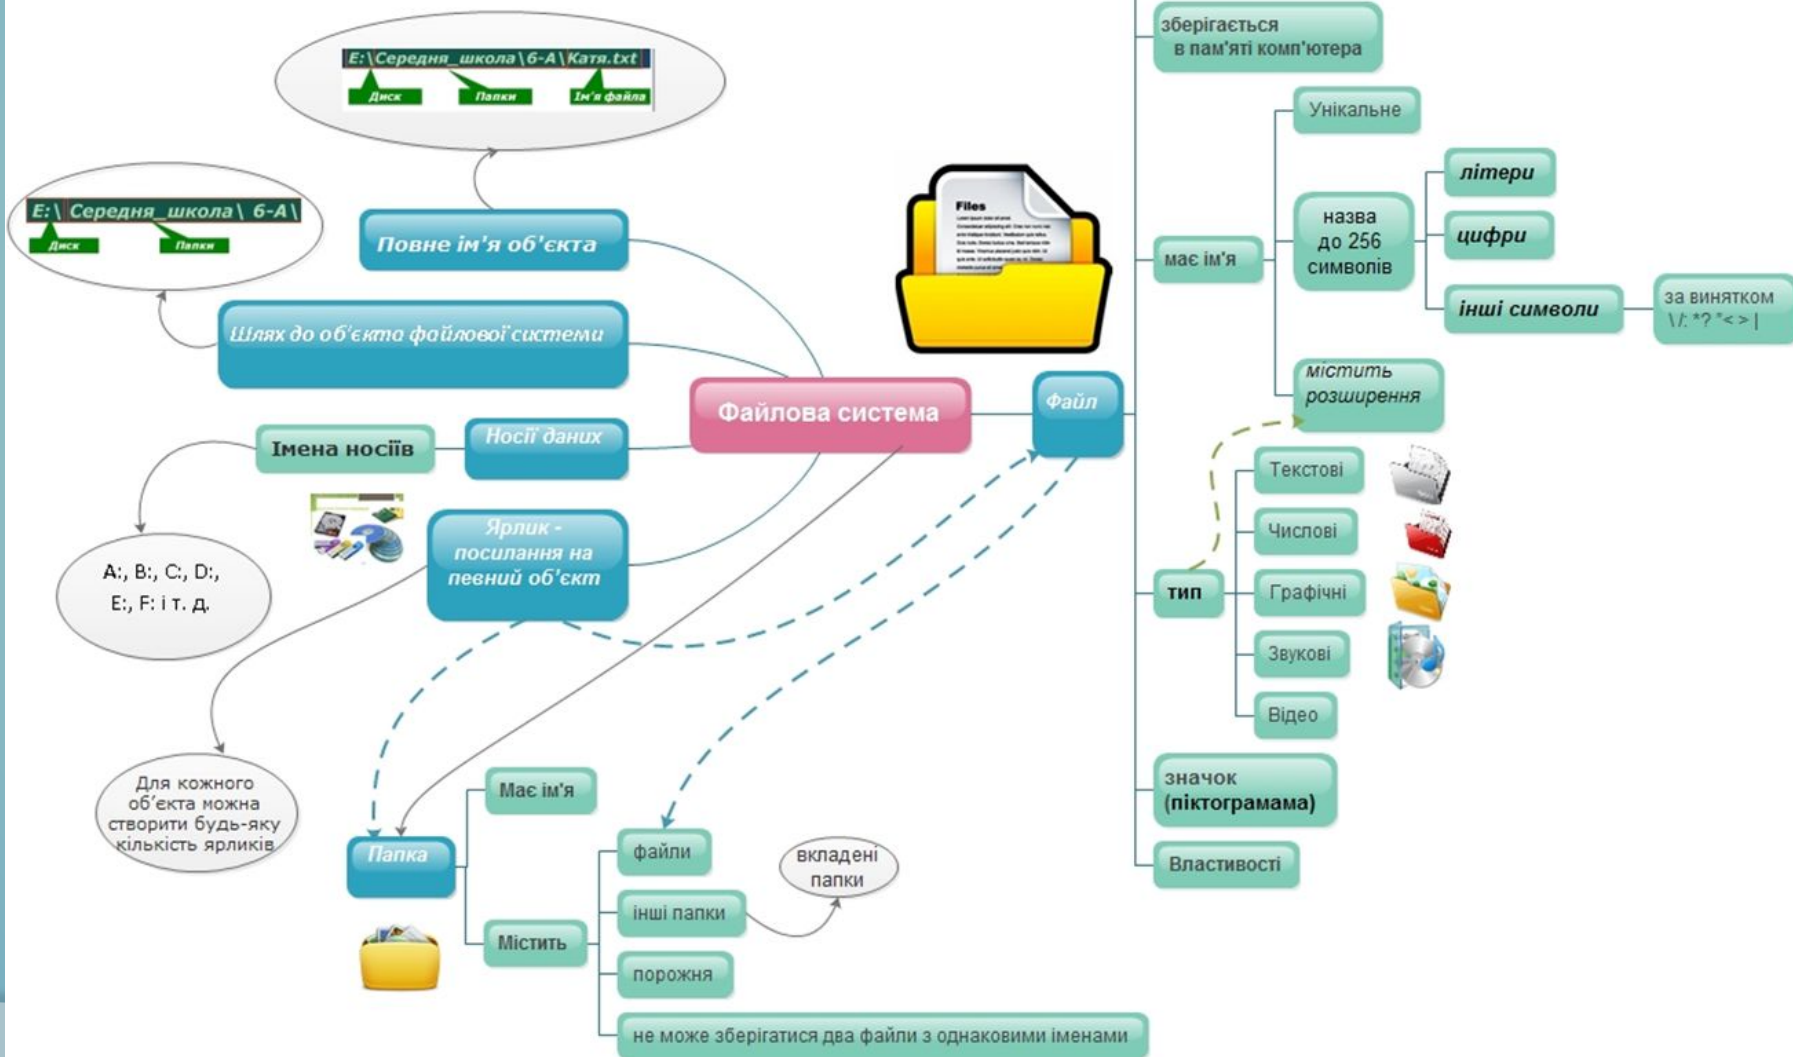 E:\Середня_школа\6-А\Катя.txt
Диск
Папки
Ім'я файла
E:\ Середня_школа\ 6-А\
Диск
Папки
Повне ім'я об'єкта
Шлях до об'єкта файлової системи
Носії даних
Імена носіїв
A:, B:, C:, D:,
E:, F: і т. д.
Ярлик -
посилання на
певний об'єкт
Для кожного
об'єкта можна
створити будь-яку
кількість ярликів
Файлова система
Files
Файл
зберігається
в пам'яті комп'ютера
має ім'я
Унікальне
назва
до 256
символів
літери
цифри
інші символи
за винятком
\ /: *? "< > |
містить
розширення
тип
Текстові
Числові
Графічні
Звукові
Відео
значок
(піктограмама)
Властивості
Папка
Має ім'я
Містить
файли
інші папки
вкладені
папки
порожня
не може зберігатися два файли з однаковими іменами